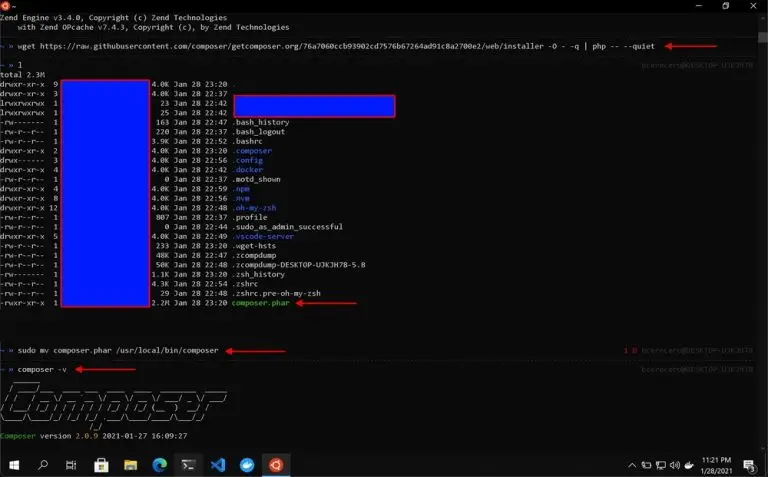 Zend Engine v3.4.0, Copyright (c) Zend Technologies
with Zend OPcache v7.4.3, Copyright (c), by Zend Technologies
~ » wget https://raw.githubusercontent.com/composer/getcomposer.org/76a7060ccb93902cd7576b67264ad91c8a2700e2/web/installer -O - -q | php -- --quiet
~ » l
total 2.3M
drwxr-xr-x 9 4.0K Jan 28 23:20 .
drwxr-xr-x 3 4.0K Jan 28 22:37
lrwxrwxrwx 1 23 Jan 28 22:42
lrwxrwxrwx 1 25 Jan 28 22:42
-rw------- 1 163 Jan 28 22:47 .bash_history
-rw-r--r-- 1 220 Jan 28 22:37 .bash_logout
-rw-r--r-- 1 3.9K Jan 28 22:52 .bashrc
drwxr-xr-x 2 4.0K Jan 28 23:20 .composer
drwx------ 3 4.0K Jan 28 22:56 .config
drwxr-xr-x 4 4.0K Jan 28 22:42 .docker
-rw-r--r-- 1 0 Jan 28 22:37 .motd_shown
drwxr-xr-x 4 4.0K Jan 28 22:59 .npm
drwxr-xr-x 8 4.0K Jan 28 22:56 .nvm
drwxr-xr-x 12 4.0K Jan 28 22:48 .oh-my-zsh
-rw-r--r-- 1 807 Jan 28 22:37 .profile
-rw-r--r-- 1 0 Jan 28 22:44 .sudo_as_admin_successful
drwxr-xr-x 5 4.0K Jan 28 22:49 .vscode-server
-rw-r--r-- 1 233 Jan 28 23:20 .wget-hsts
-rw-r--r-- 1 48K Jan 28 22:47 .zcompdump
-rw-r--r-- 1 50K Jan 28 22:48 .zcompdump-DESKTOP-UJKJH7B-5.8
-rw------- 1 1.1K Jan 28 23:20 .zsh_history
-rw-r--r-- 1 4.3K Jan 28 22:54 .zshrc
-rw-r--r-- 1 29 Jan 28 22:48 .zshrc.pre-oh-my-zsh
-rwxr-xr-x 1 2.2M Jan 28 23:20 composer.phar
~ » sudo mv composer.phar /usr/local/bin/composer
~ » composer -v
Composer
Composer version 2.0.9 2021-01-27 16:09:27
11:21 PM
1/28/2021